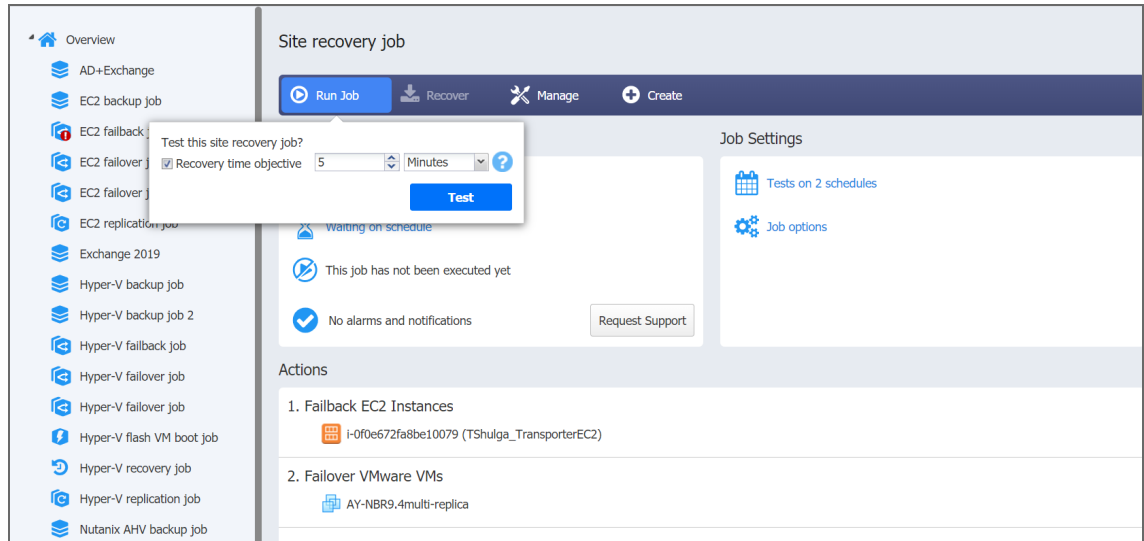 Overview
AD+Exchange
EC2 backup job
EC2 failback
EC2 failover j
EC2 failover j
EC2 replication job
Exchange 2019
Hyper-V backup job
Hyper-V backup job 2
Hyper-V failback job
Hyper-V failover job
Hyper-V failover job
Hyper-V flash VM boot job
Hyper-V recovery job
Hyper-V replication job
Nutanix AHV backup job
Site recovery job
Run Job Recover Manage Create
Test this site recovery job?
Recovery time objective 5 Minutes ?
Test
Waiting on schedule
This job has not been executed yet
No alarms and notifications Request Support
Job Settings
Tests on 2 schedules
Job options
Actions
1. Failback EC2 Instances
i-0f0e672fa8be10079 (TShulga_TransporterEC2)
2. Failover VMware VMs
AY-NBR9.4multi-replica